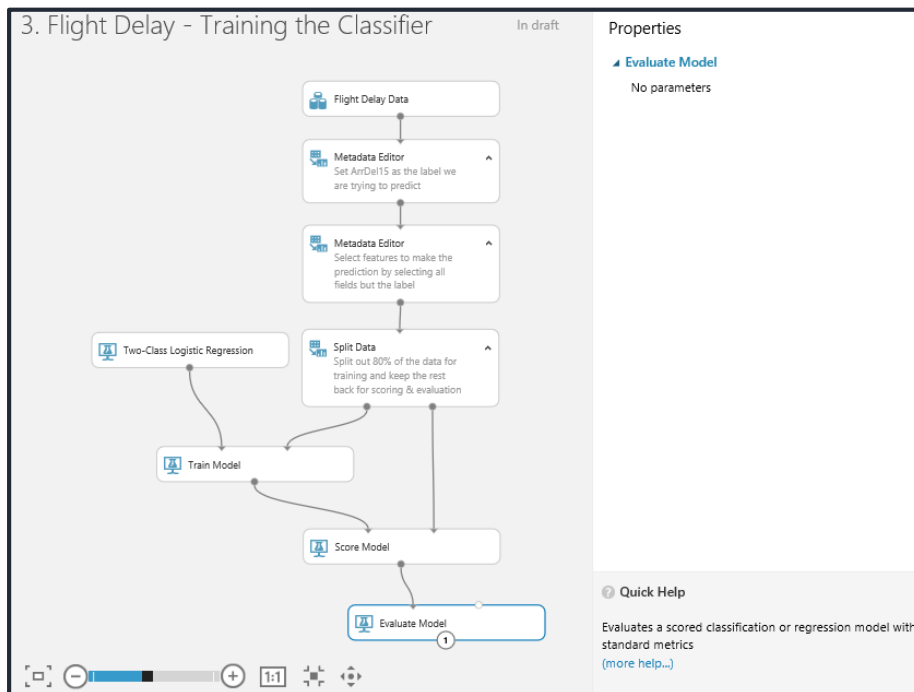 3. Flight Delay - Training the Classifier
In draft
Flight Delay Data
Metadata Editor
Set ArrDel15 as the label we
are trying to predict
Metadata Editor
Select features to make the
prediction by selecting all
fields but the label
Two-Class Logistic Regression
Split Data
Split out 80% of the data for
training and keep the rest
back for scoring & evaluation
Train Model
Score Model
Evaluate Model
1
1:1
Properties
Evaluate Model
No parameters
Quick Help
Evaluates a scored classification or regression model with
standard metrics
(more help...)